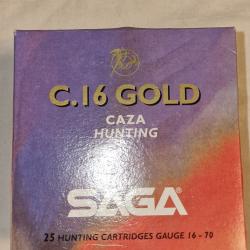 C.16 GOLD
CAZA
HUNTING
SAGA®
25 HUNTING CARTRIDGES GAUGE 16 - 70